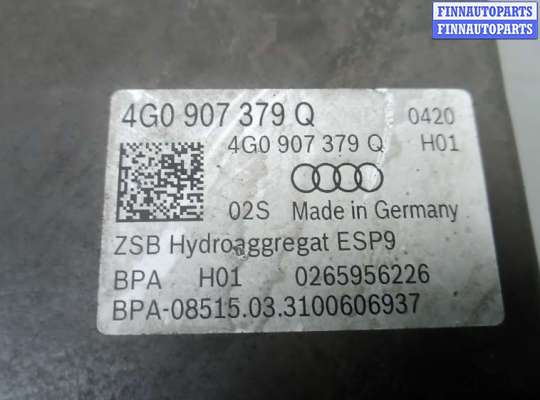 FINNAUTOPARTS
FINNAUTOPARTS
4G0 907 379 Q 0420
4G0 907 379 Q H01
02S Made in Germany
ZSB Hydroaggregat ESP9
BPA H01 0265956226
BPA-08515.03.3100606937